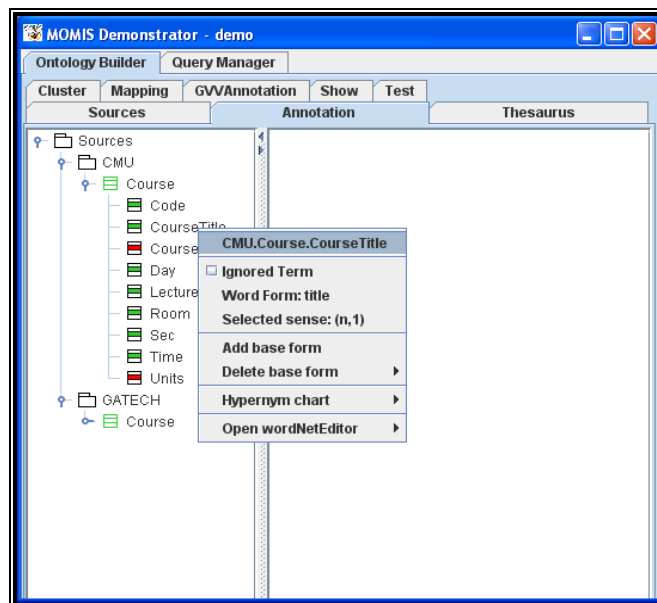 MOMIS Demonstrator - demo
Ontology Builder Query Manager
Cluster Mapping GVVAnnotation Show Test
Sources Annotation Thesaurus
Sources
CMU
Course
Code
CourseTitle
Course
Day
Lecture
Room
Sec
Time
Units
GATECH
Course
CMU.Course.CourseTitle
Ignored Term
Word Form: title
Selected sense: (n,1)
Add base form
Delete base form
Hypernym chart
Open wordNetEditor